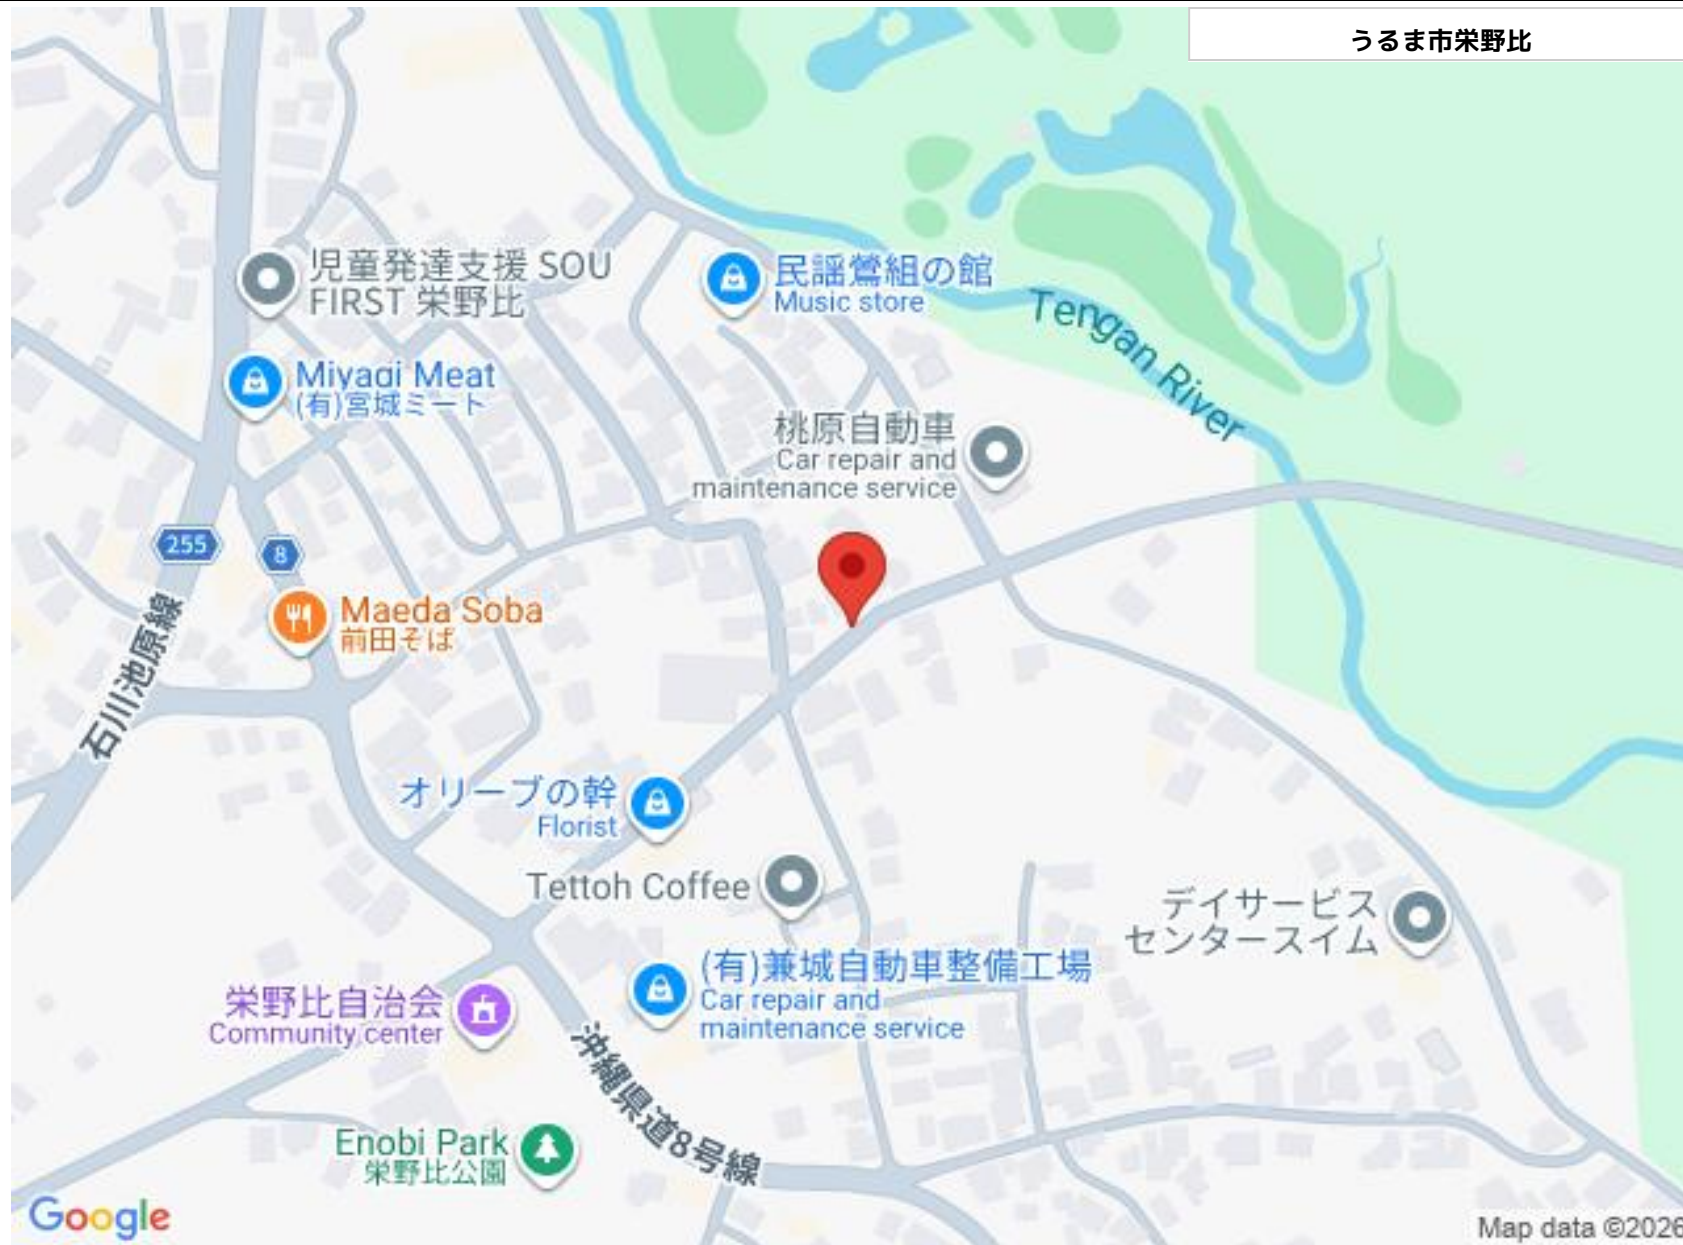 うるま市栄野比
児童発達支援 SOU
FIRST 栄野比
民謡鶯組の館
Music store
Tengan River
Miyagi Meat
(有)宮城ミート
桃原自動車
Car repair and
maintenance service
255
8
Maeda Soba
前田そば
石川池原線
オリーブの幹
Florist
Tettoh Coffee
デイサービス
センタースイム
(有)兼城自動車整備工場
Car repair and
maintenance service
栄野比自治会
Community center
沖縄県道8号線
Enobi Park
栄野比公園
Google
Map data ©2026